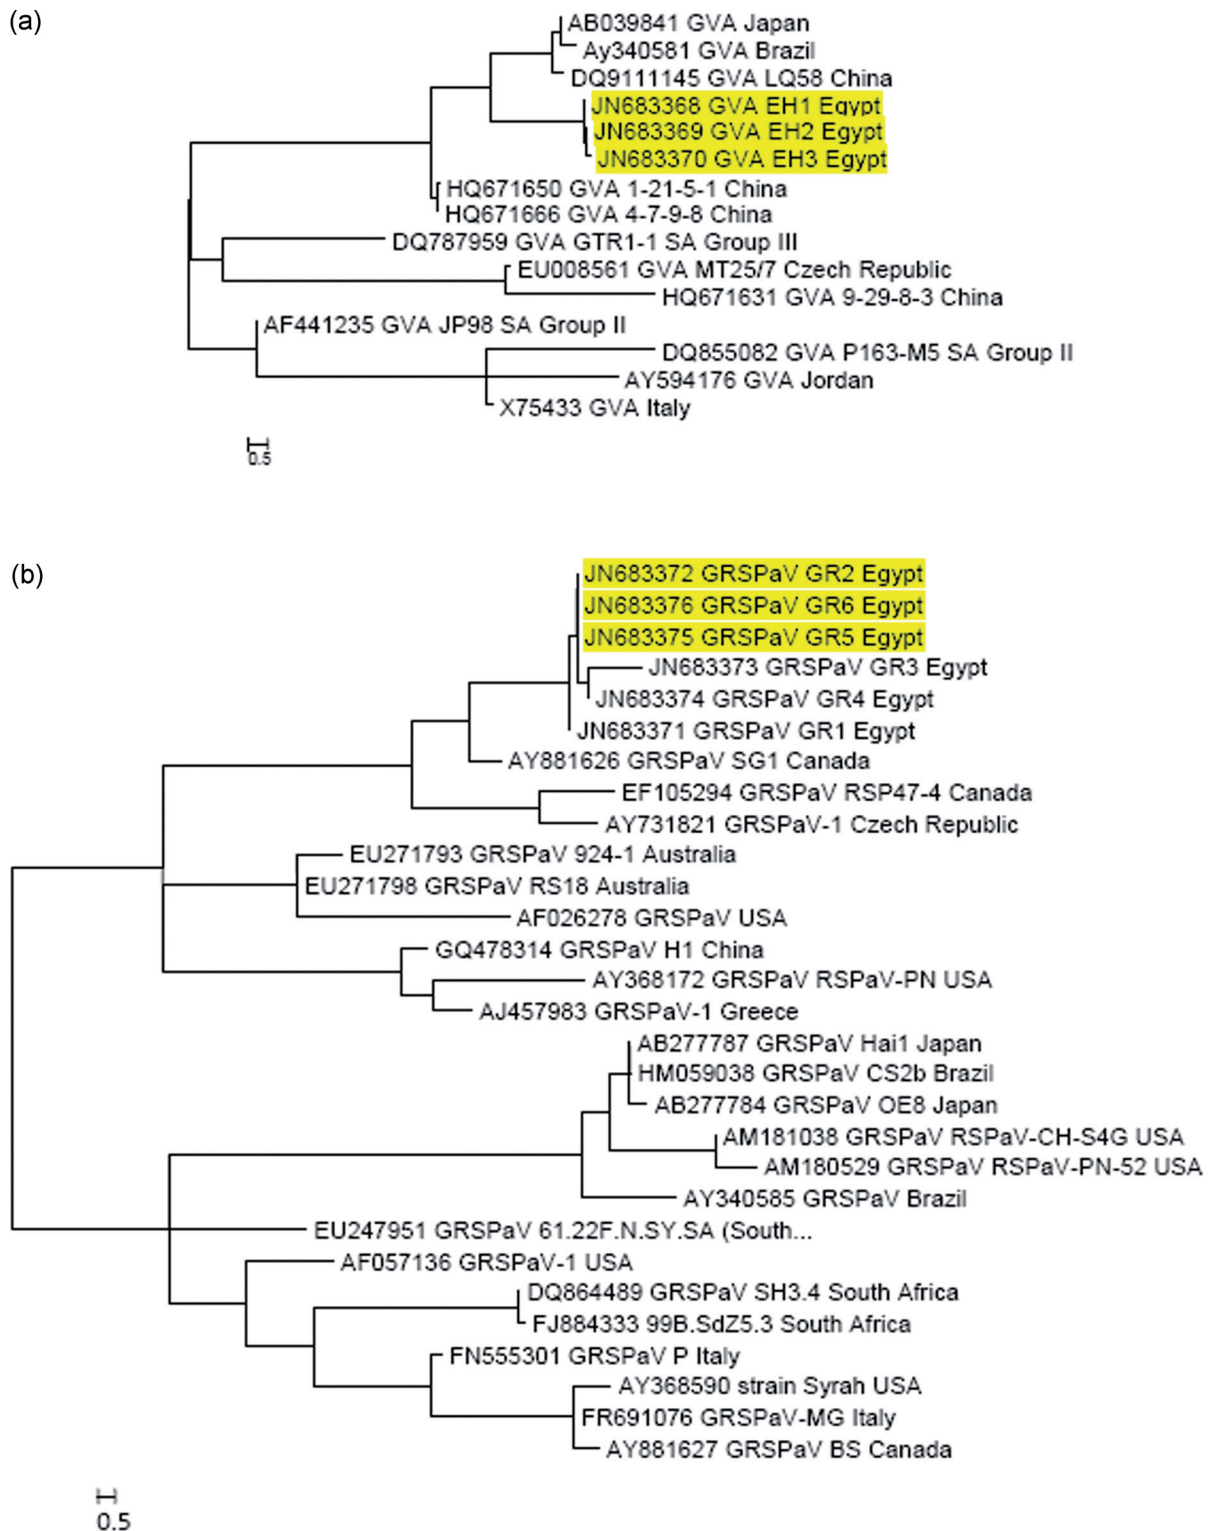 (a)
AB039841 GVA Japan
Ay340581 GVA Brazil
DQ9111145 GVA LQ58 China
JN683368 GVA EH1 Egypt
JN683369 GVA EH2 Egypt
JN683370 GVA EH3 Egypt
HQ671650 GVA 1-21-5-1 China
HQ671666 GVA 4-7-9-8 China
DQ787959 GVA GTR1-1 SA Group III
EU008561 GVA MT25/7 Czech Republic
HQ671631 GVA 9-29-8-3 China
AF441235 GVA JP98 SA Group II
DQ855082 GVA P163-M5 SA Group II
AY594176 GVA Jordan
X75433 GVA Italy
0.5
(b)
JN683372 GRSPaV GR2 Egypt
JN683376 GRSPaV GR6 Egypt
JN683375 GRSPaV GR5 Egypt
JN683373 GRSPaV GR3 Egypt
JN683374 GRSPaV GR4 Egypt
JN683371 GRSPaV GR1 Egypt
AY881626 GRSPaV SG1 Canada
EF105294 GRSPaV RSP47-4 Canada
AY731821 GRSPaV-1 Czech Republic
EU271793 GRSPaV 924-1 Australia
EU271798 GRSPaV RS18 Australia
AF026278 GRSPaV USA
GQ478314 GRSPaV H1 China
AY368172 GRSPaV RSPaV-PN USA
AJ457983 GRSPaV-1 Greece
AB277787 GRSPaV Hai1 Japan
HM059038 GRSPaV CS2b Brazil
AB277784 GRSPaV OE8 Japan
AM181038 GRSPaV RSPaV-CH-S4G USA
AM180529 GRSPaV RSPaV-PN-52 USA
AY340585 GRSPaV Brazil
EU247951 GRSPaV 61.22F.N.SY.SA (South...
AF057136 GRSPaV-1 USA
DQ864489 GRSPaV SH3.4 South Africa
FJ884333 99B.SdZ5.3 South Africa
FN555301 GRSPaV P Italy
AY368590 strain Syrah USA
FR691076 GRSPaV-MG Italy
AY881627 GRSPaV BS Canada
0.5